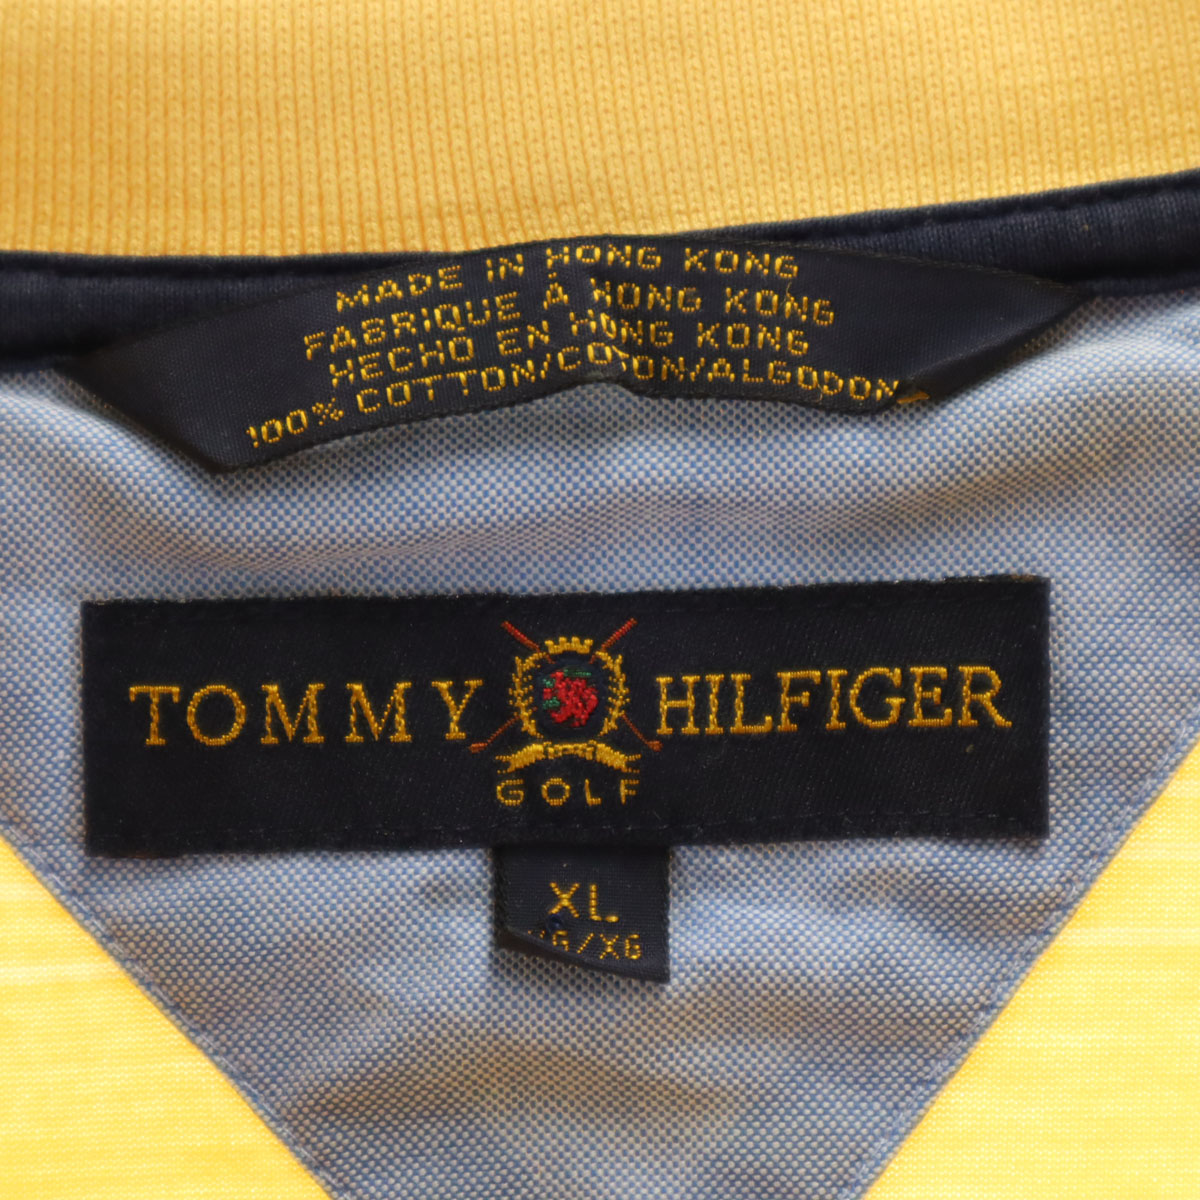 MADE IN HONG KONG
FABRIQUE À HONG KONG
HECHO EN HONG KONG
100% COTTON/COTON/ALGODON
TOMMY HILFIGER
GOLF
XL
/XG